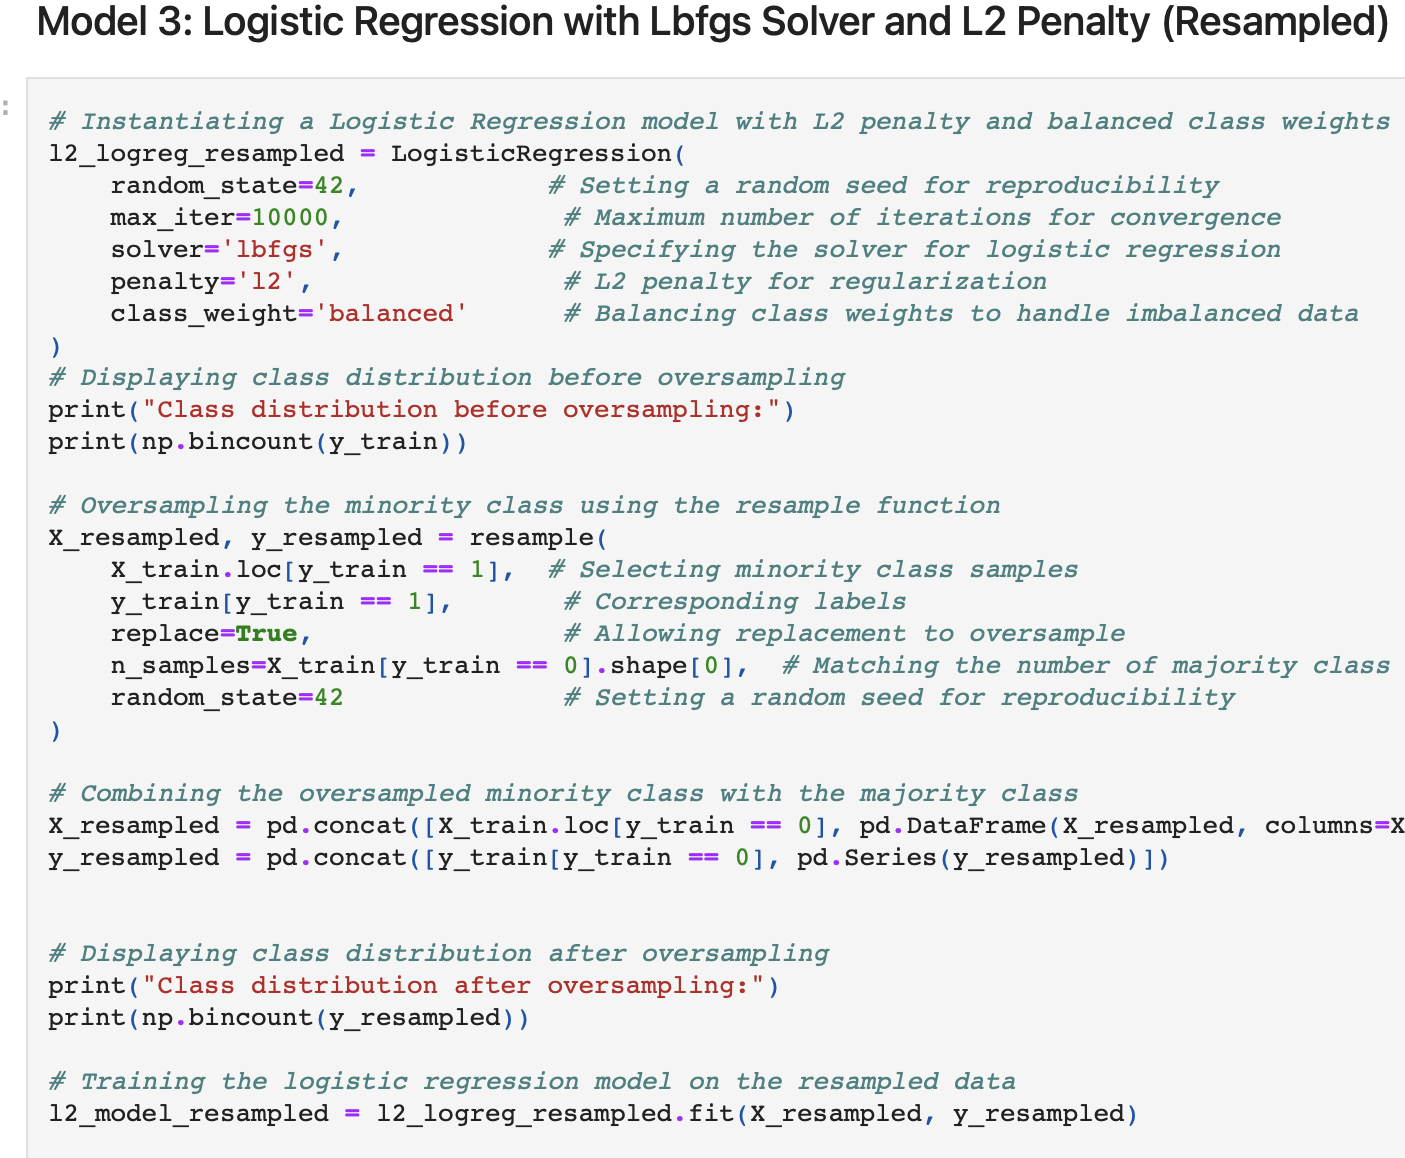 Model 3: Logistic Regression with Lbfgs Solver and L2 Penalty (Resampled)
:
# Instantiating a Logistic Regression model with L2 penalty and balanced class weights
l2_logreg_resampled = LogisticRegression(
    random_state=42,            # Setting a random seed for reproducibility
    max_iter=10000,              # Maximum number of iterations for convergence
    solver='lbfgs',             # Specifying the solver for logistic regression
    penalty='l2',                # L2 penalty for regularization
    class_weight='balanced'      # Balancing class weights to handle imbalanced data
)
# Displaying class distribution before oversampling
print("Class distribution before oversampling:")
print(np.bincount(y_train))

# Oversampling the minority class using the resample function
X_resampled, y_resampled = resample(
    X_train.loc[y_train == 1],  # Selecting minority class samples
    y_train[y_train == 1],       # Corresponding labels
    replace=True,                # Allowing replacement to oversample
    n_samples=X_train[y_train == 0].shape[0],  # Matching the number of majority class
    random_state=42              # Setting a random seed for reproducibility
)

# Combining the oversampled minority class with the majority class
X_resampled = pd.concat([X_train.loc[y_train == 0], pd.DataFrame(X_resampled, columns=X
y_resampled = pd.concat([y_train[y_train == 0], pd.Series(y_resampled)])

# Displaying class distribution after oversampling
print("Class distribution after oversampling:")
print(np.bincount(y_resampled))

# Training the logistic regression model on the resampled data
l2_model_resampled = l2_logreg_resampled.fit(X_resampled, y_resampled)